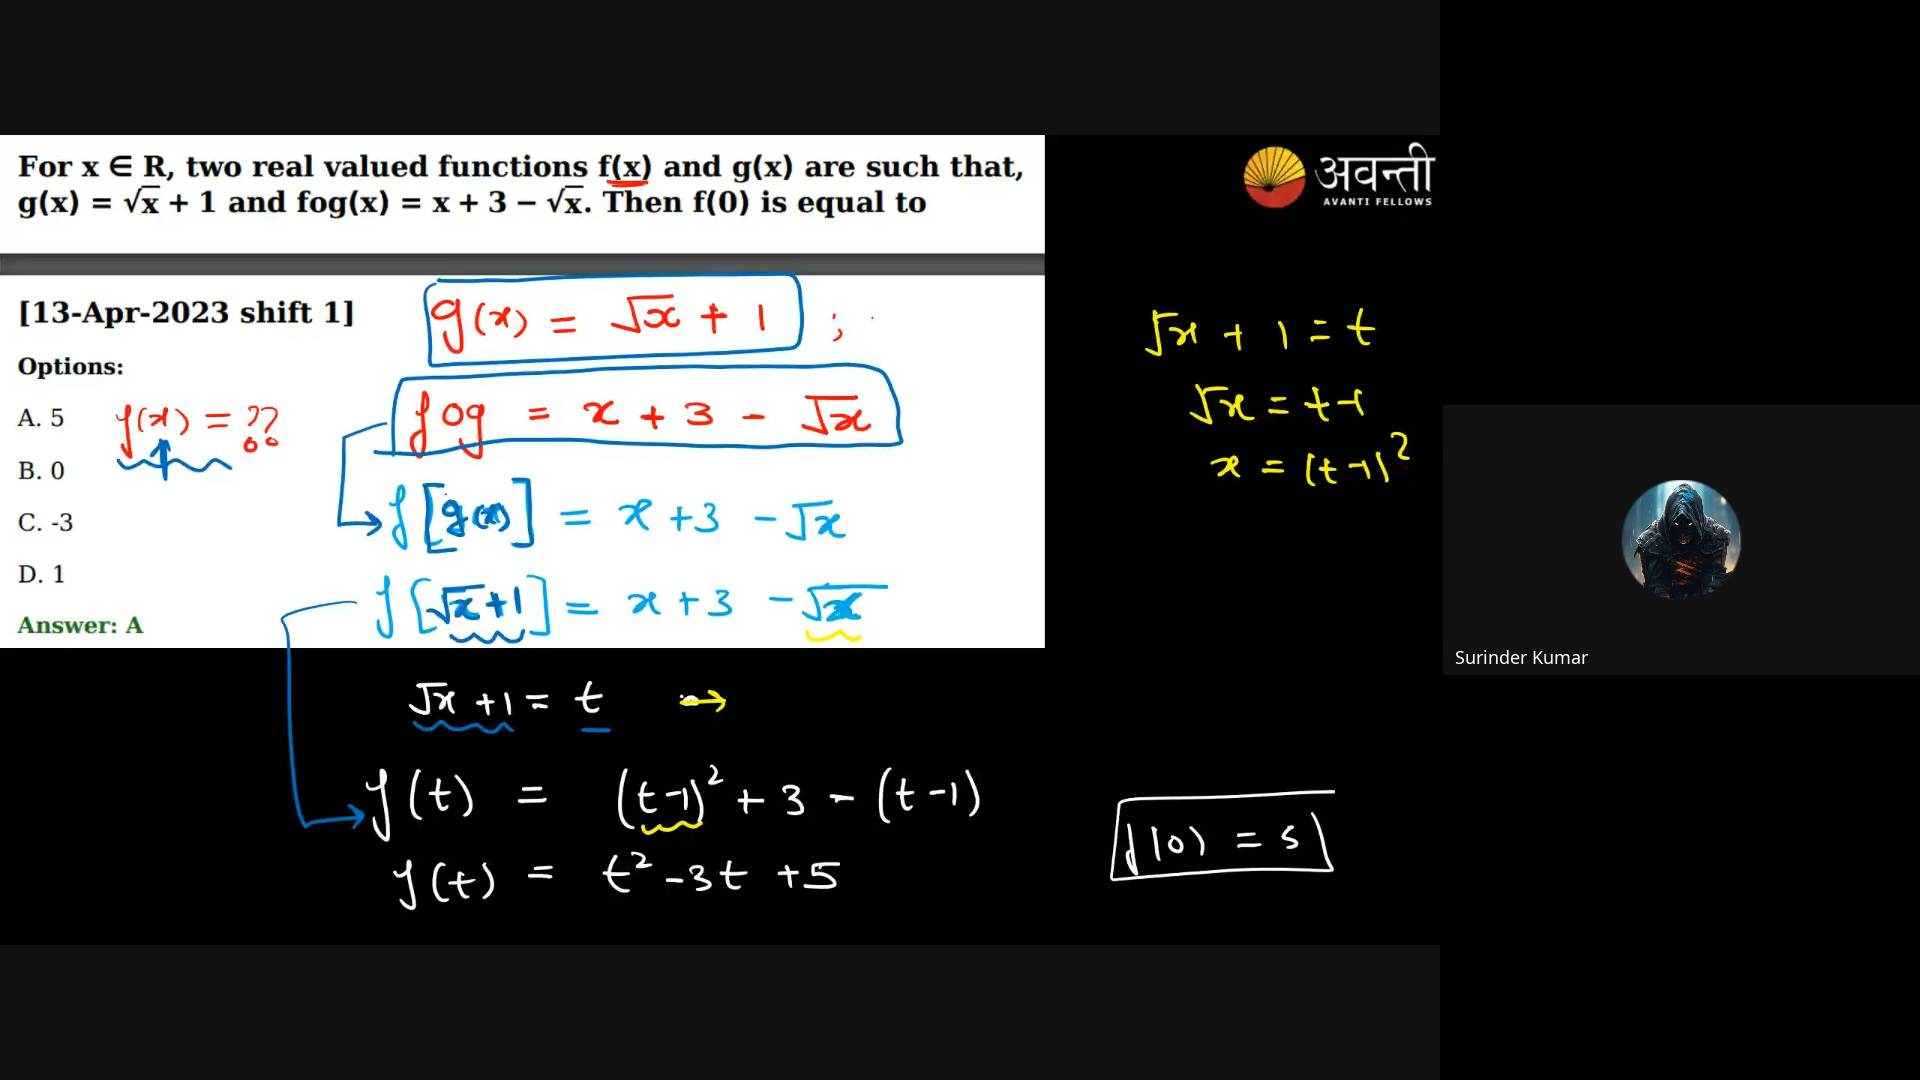 For x ∈ R, two real valued functions f(x) and g(x) are such that,
g(x) = √x + 1 and fog(x) = x + 3 − √x. Then f(0) is equal to
अवन्ती
AVANTI FELLOWS
[13-Apr-2023 shift 1]
g(x) = √x + 1 ;
Options:
fog = x + 3 - √x
A. 5
f(x) = ??
B. 0
f[g(x)] = x + 3 - √x
C. -3
D. 1
f[√x + 1] = x + 3 - √x
Answer: A
√x + 1 = t
√x = t-1
x = (t-1)²
√x + 1 = t →
f(t) = (t-1)² + 3 - (t-1)
f(t) = t² - 3t + 5
f(0) = 5
Surinder Kumar